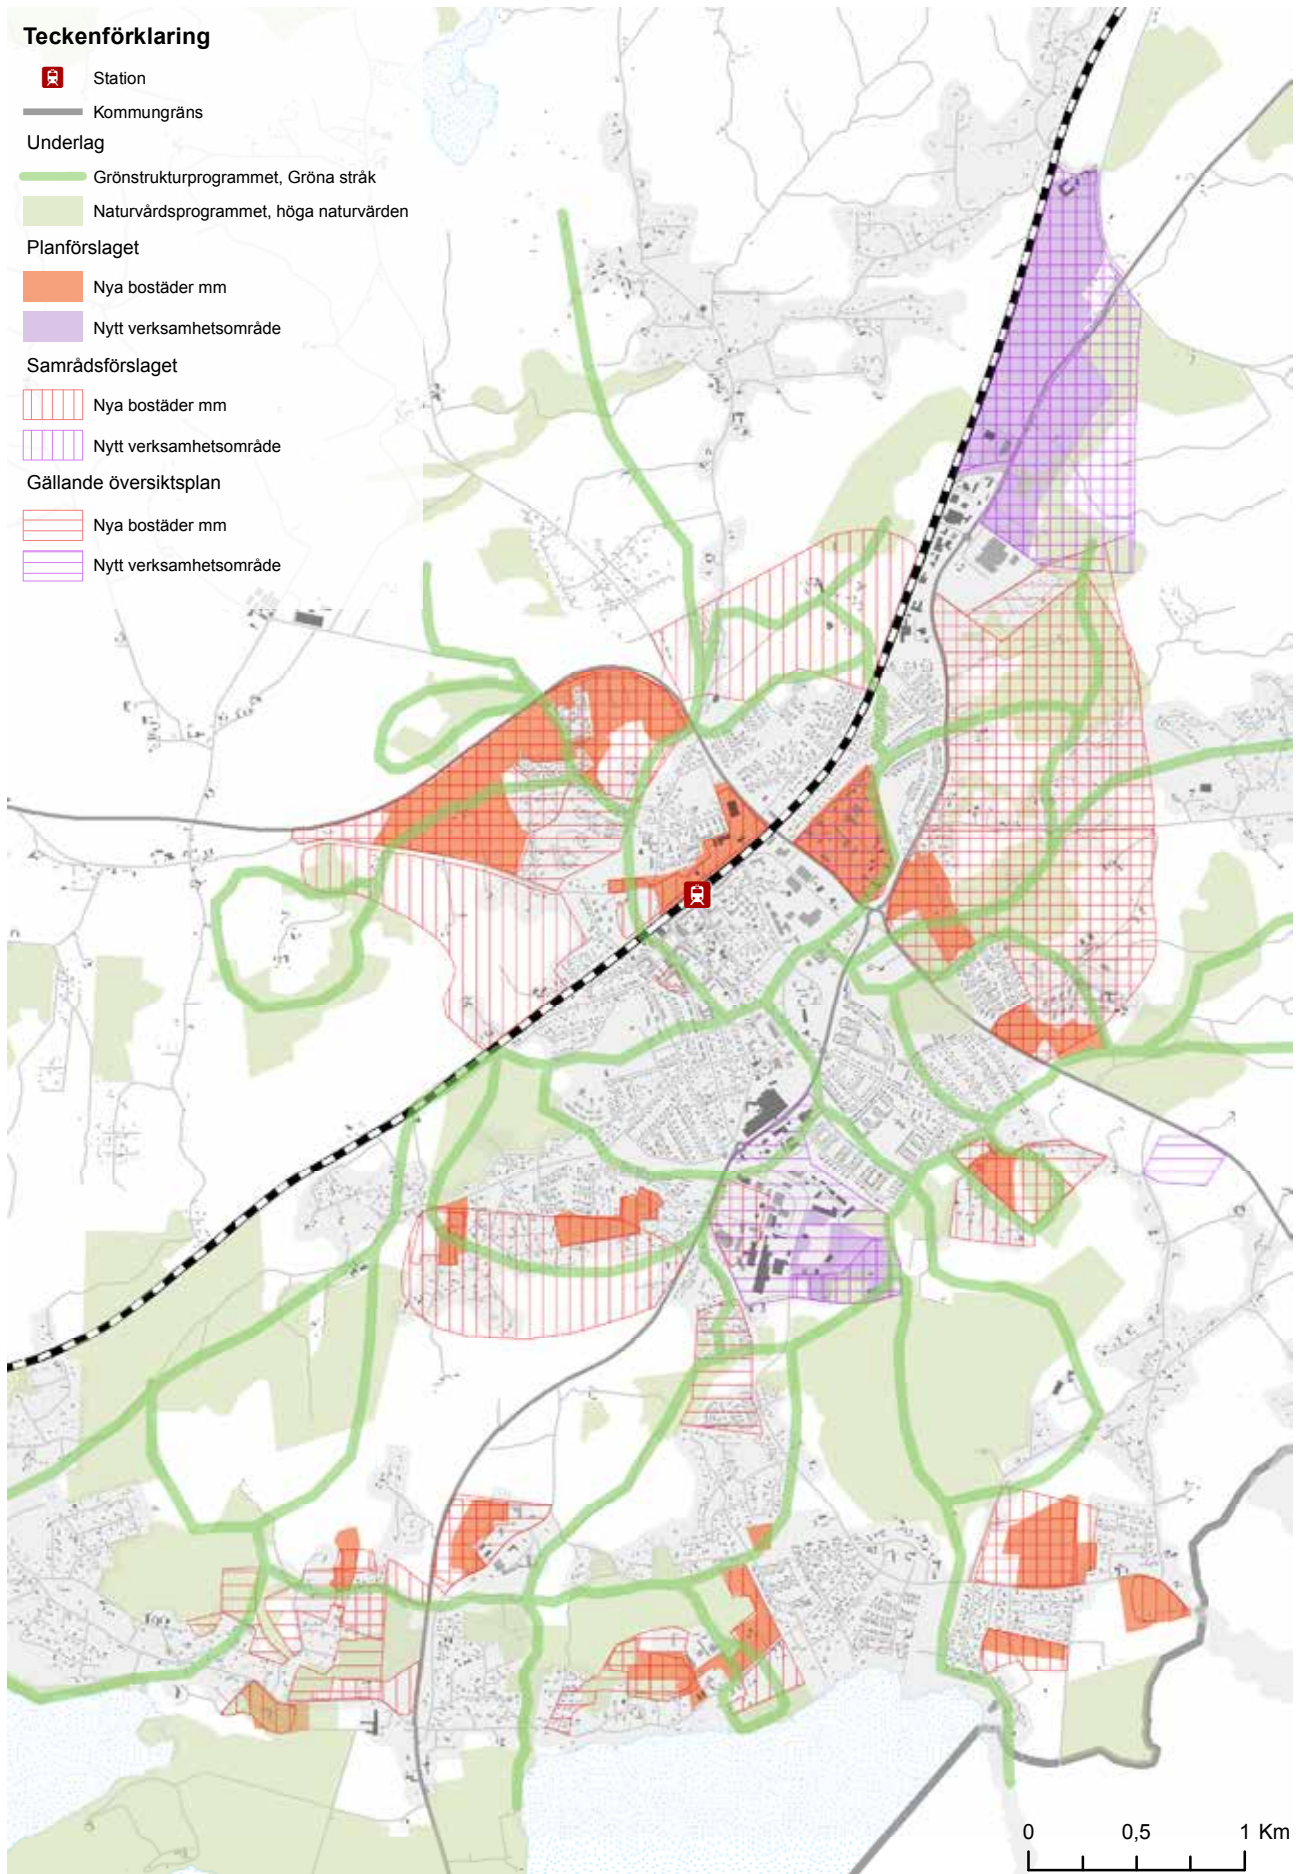 Teckenförklaring
Station
Kommungräns
Underlag
Grönstrukturprogrammet, Gröna stråk
Naturvårdsprogrammet, höga naturvärden
Planförslaget
Nya bostäder mm
Nytt verksamhetsområde
Samrådsförslaget
Nya bostäder mm
Nytt verksamhetsområde
Gällande översiktsplan
Nya bostäder mm
Nytt verksamhetsområde
0 0,5 1 Km